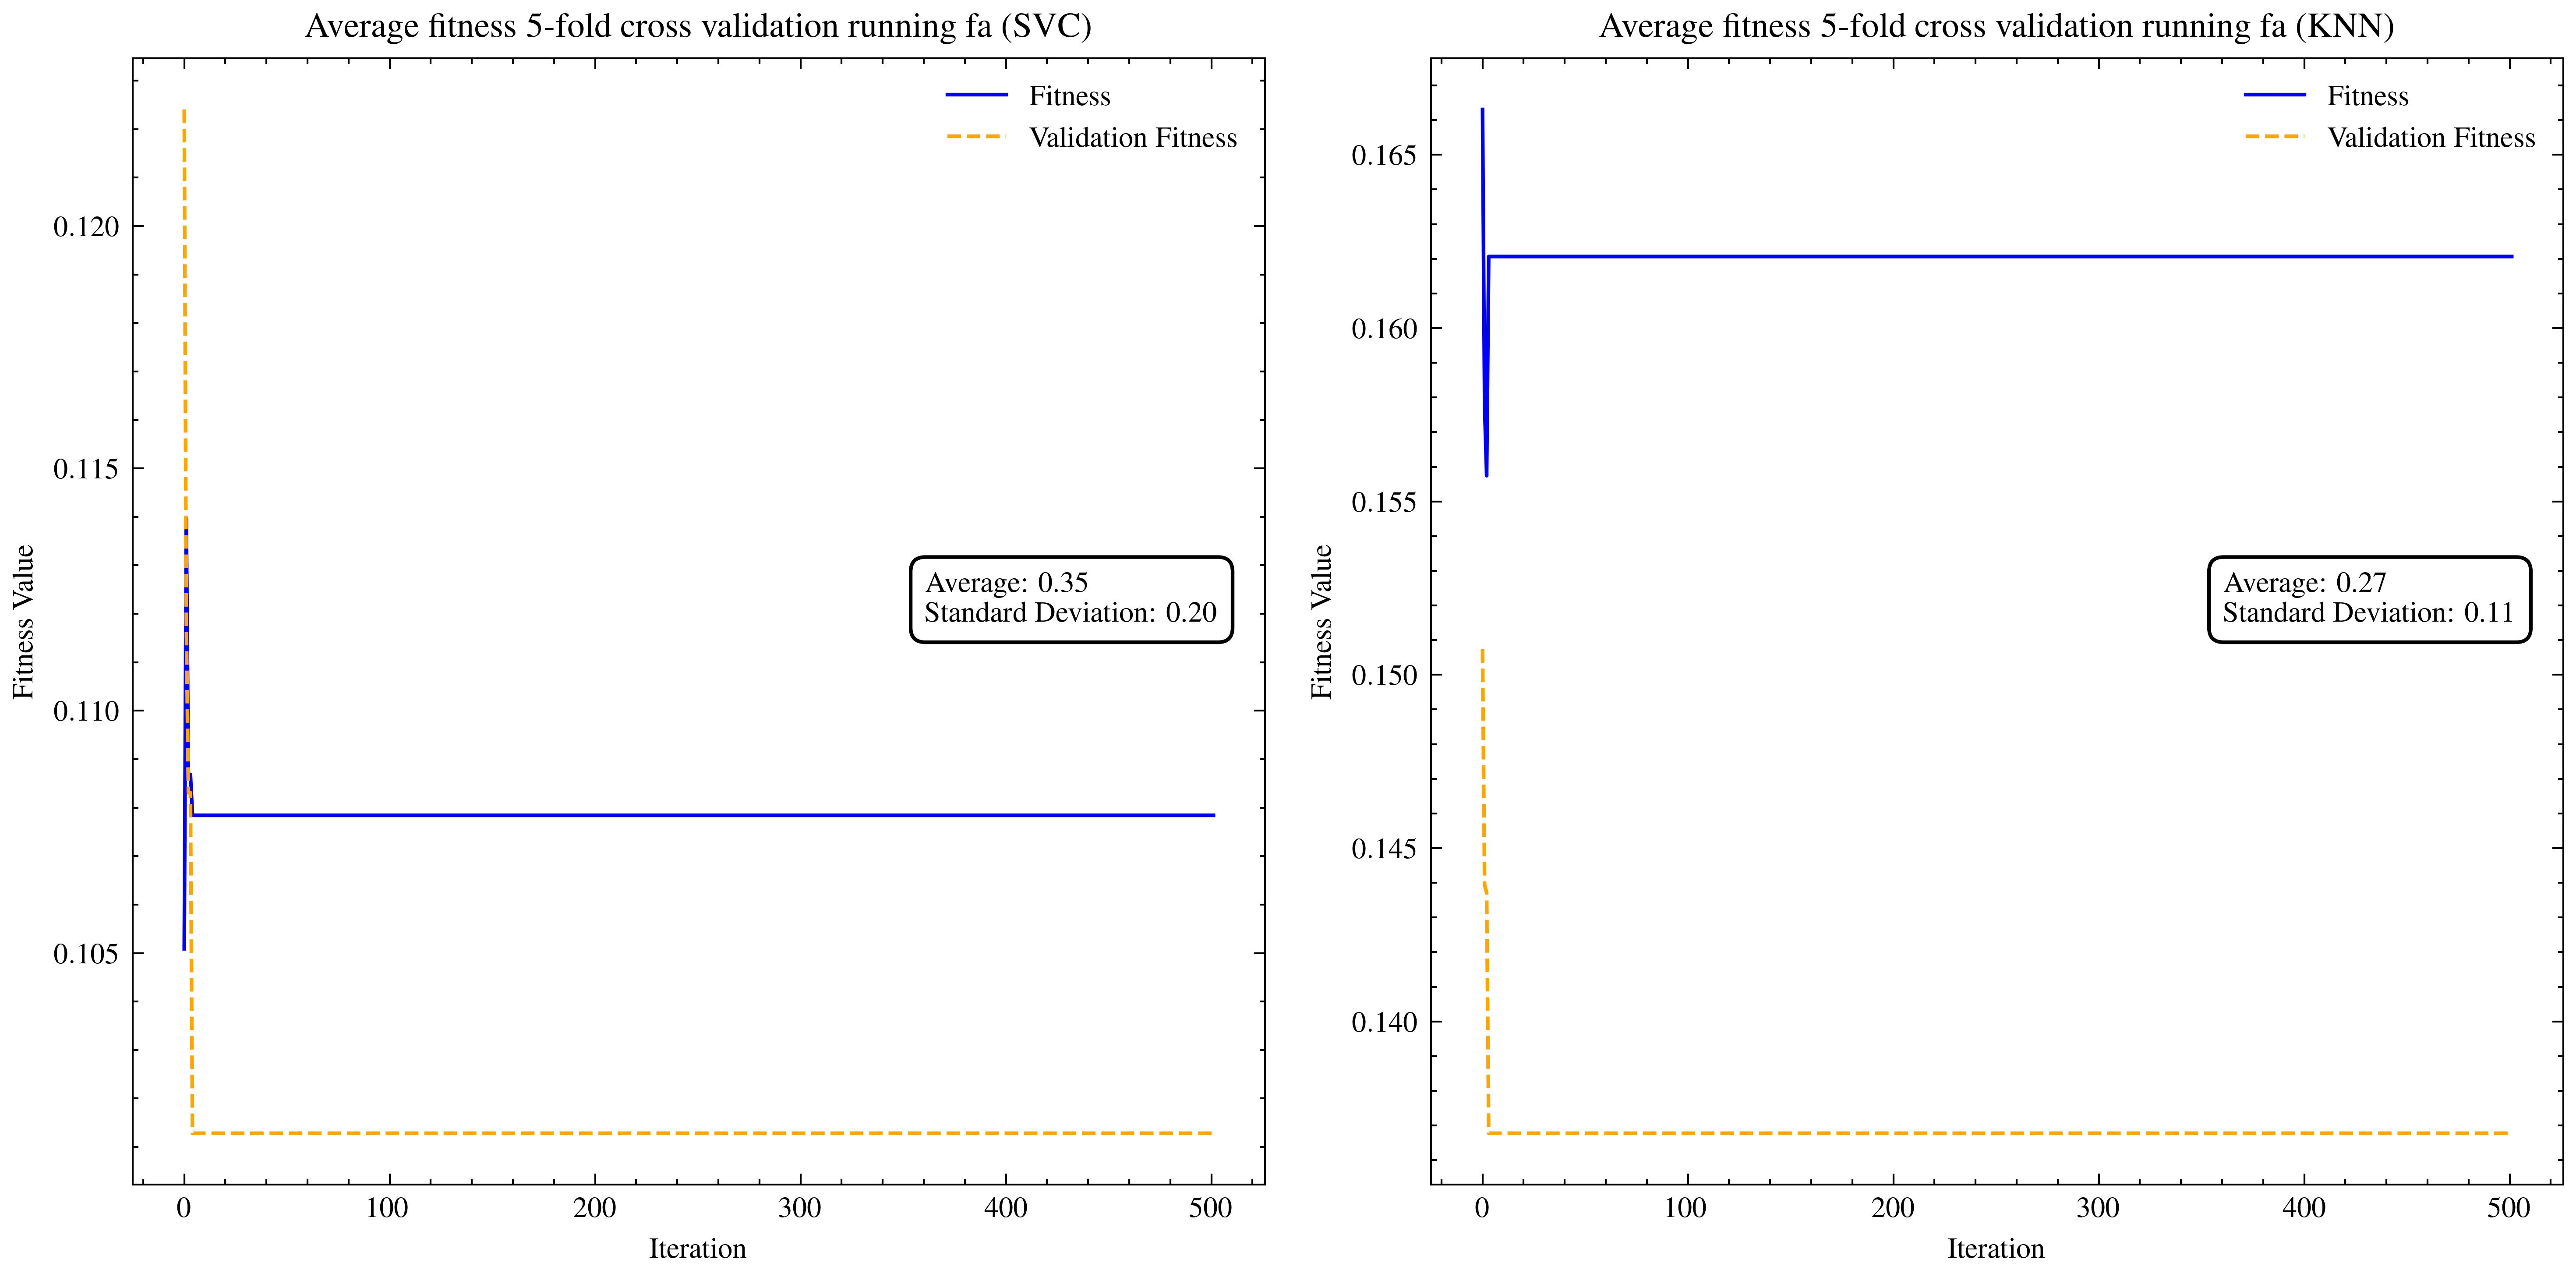 Average fitness 5-fold cross validation running fa (SVC)
Fitness
Validation Fitness
0.120
0.115
0.110
0.105
Fitness Value
Average: 0.35
Standard Deviation: 0.20
0
100
200
300
400
500
Iteration
Average fitness 5-fold cross validation running fa (KNN)
Fitness
Validation Fitness
0.165
0.160
0.155
0.150
0.145
0.140
Fitness Value
Average: 0.27
Standard Deviation: 0.11
0
100
200
300
400
500
Iteration